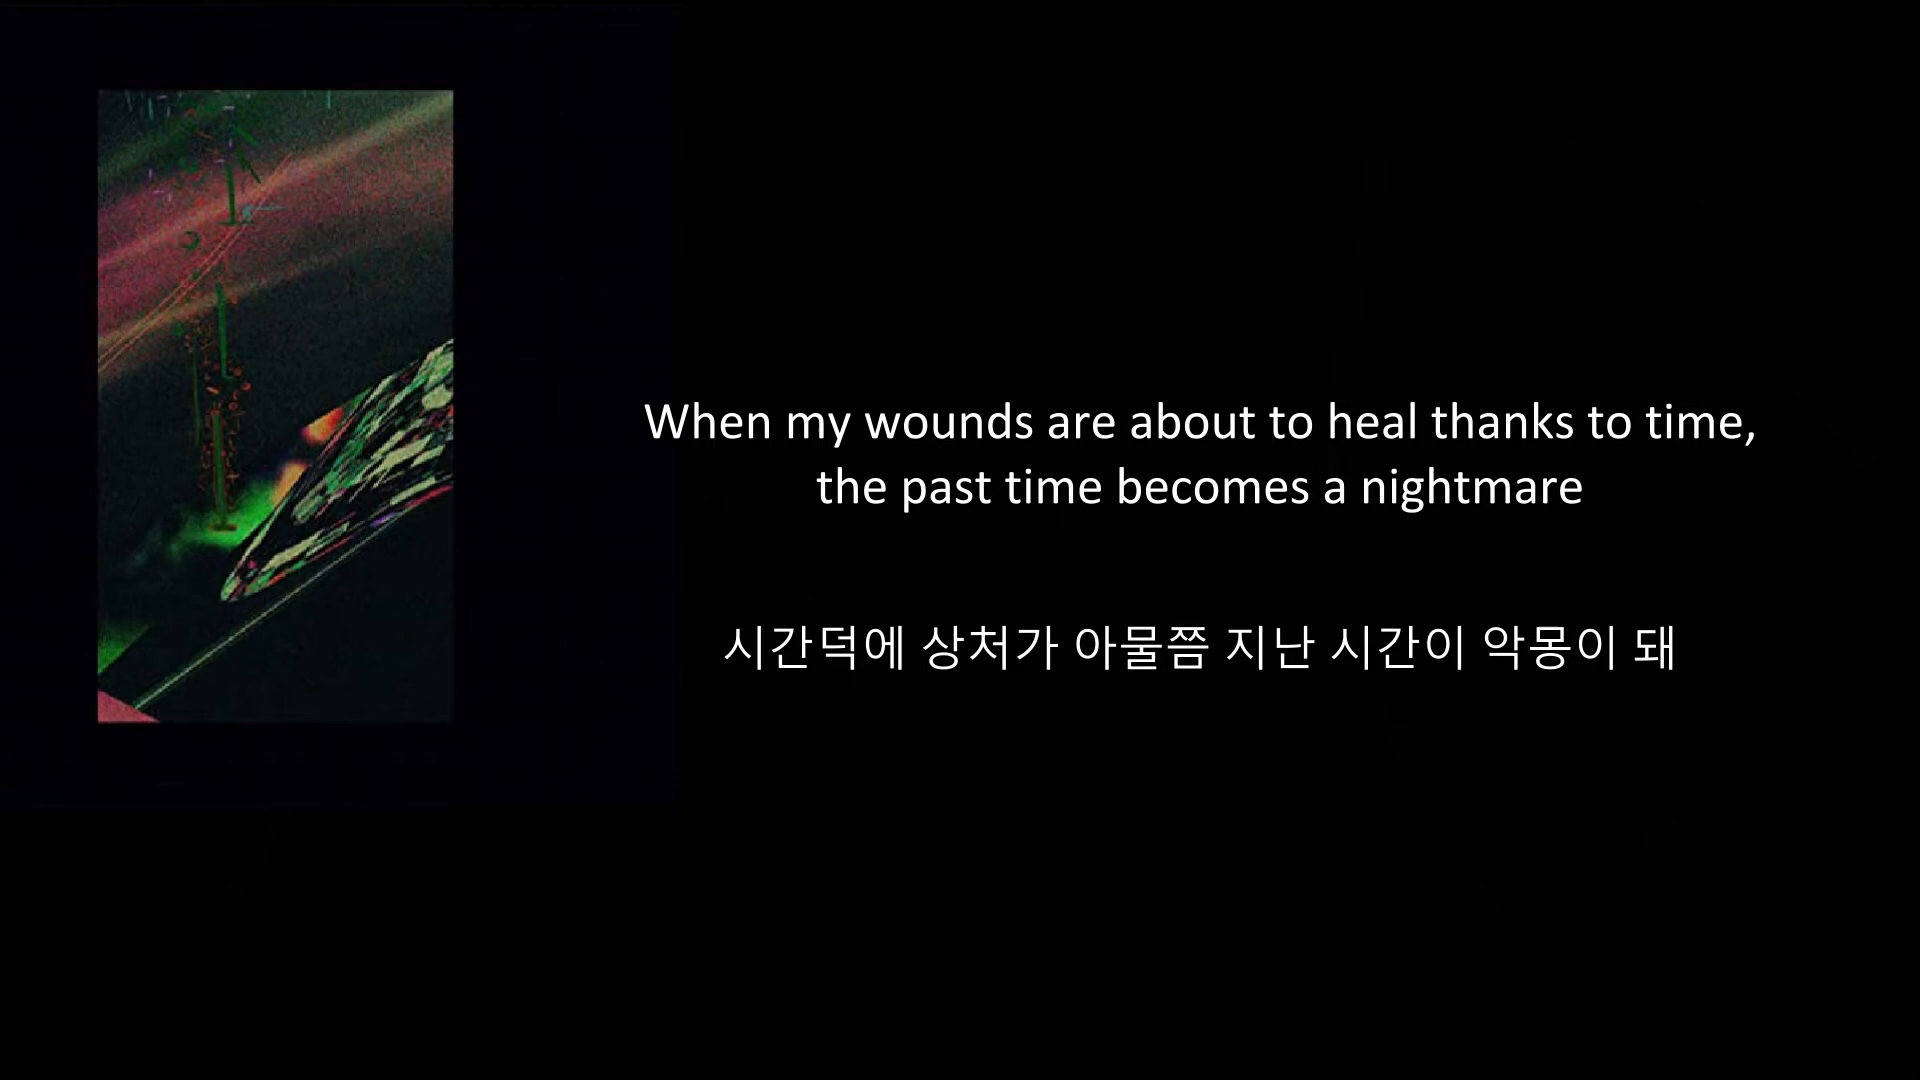 When my wounds are about to heal thanks to time,
the past time becomes a nightmare
시간덕에 상처가 아물쯤 지난 시간이 악몽이 돼